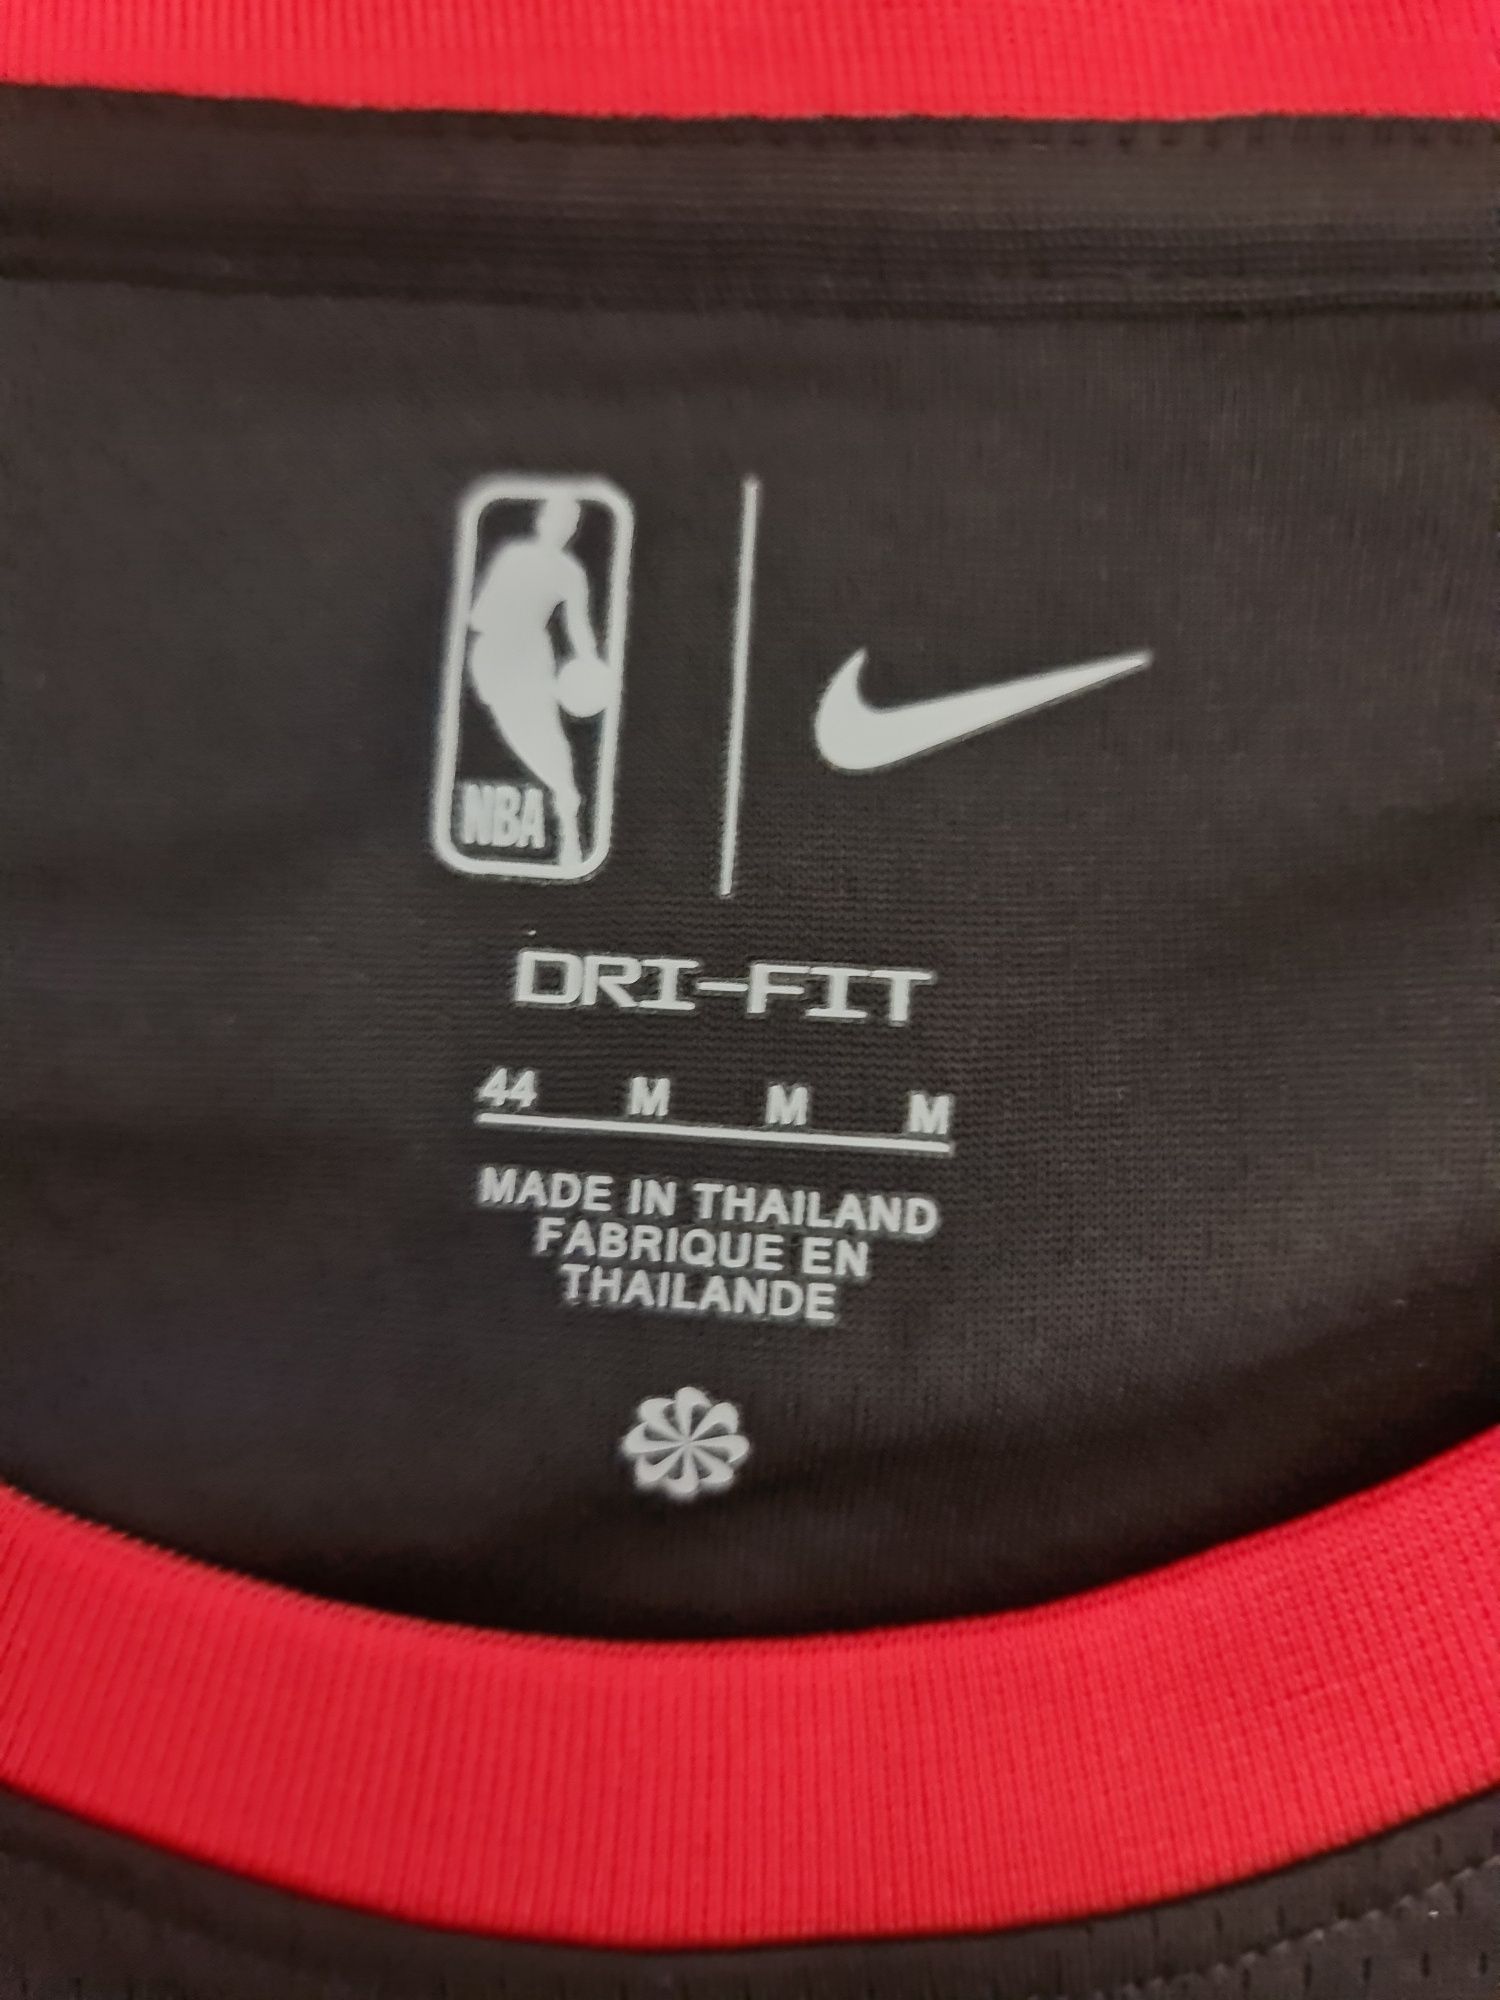 NBA
DRI-FIT
44 M M M
MADE IN THAILAND
FABRIQUE EN
THAILANDE